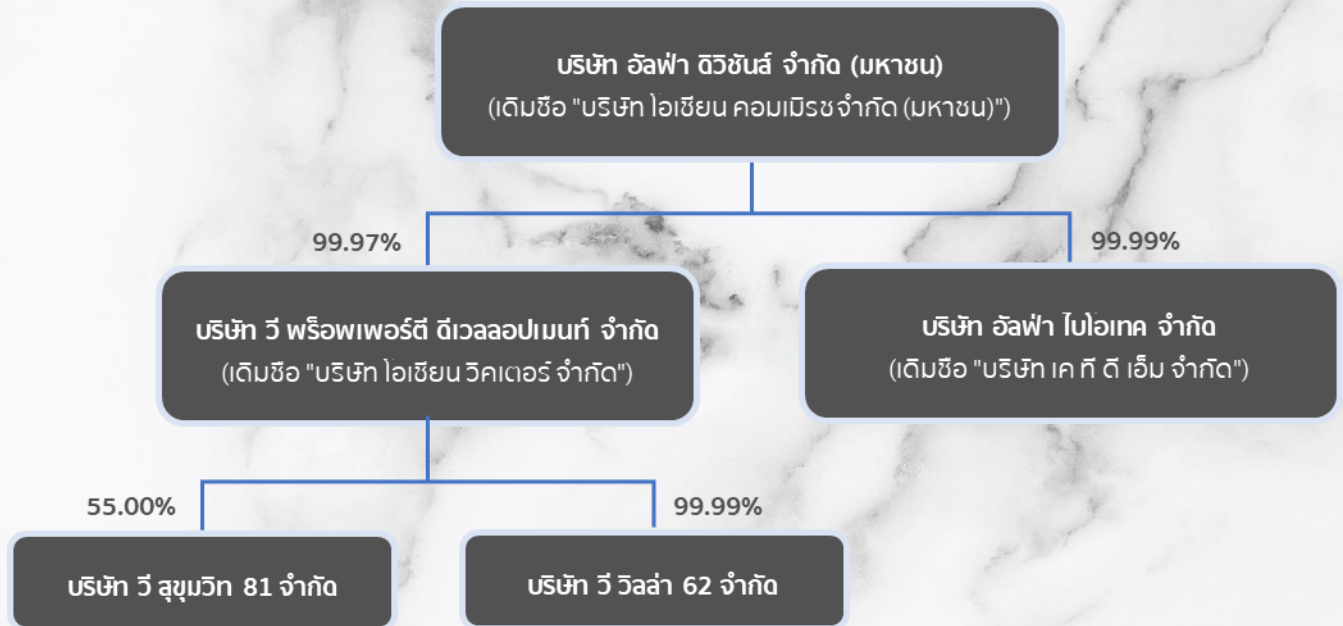 บริษัท อัลฟ่า ดิวิชันส์ จำกัด (มหาชน)
(เดิมชือ "บริษัท โอเชียน คอมเมิรชจำกัด (มหาชน)")
99.97%
99.99%
บริษัท วี พร็อพเพอร์ตี ดีเวลลอปเมนท์ จำกัด
(เดิมชือ "บริษัท โอเชียน วิคเตอร์ จำกัด")
บริษัท อัลฟ่า ไบโอเทค จำกัด
(เดิมชือ "บริษัท เค ที ดี เอ็ม จำกัด")
55.00%
99.99%
บริษัท วี สุขุมวิท 81 จำกัด
บริษัท วี วิลล่า 62 จำกัด